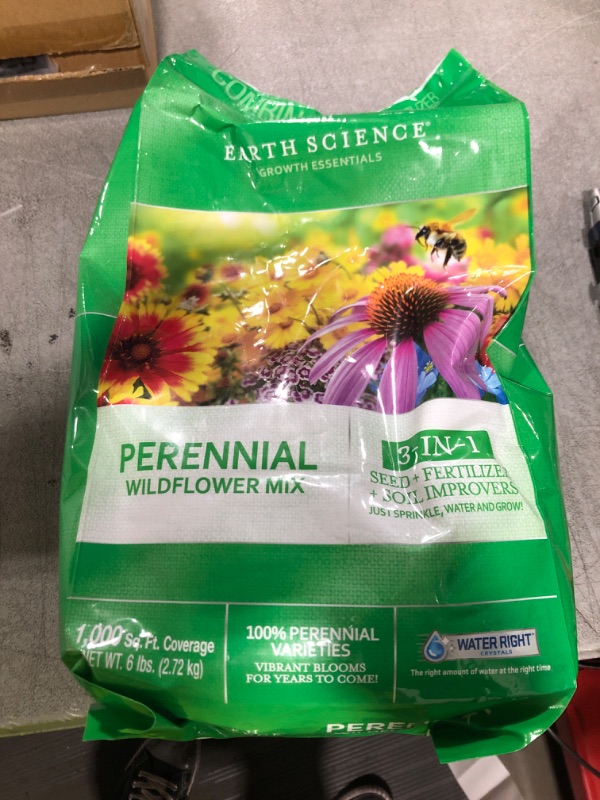 EARTH SCIENCE®
GROWTH ESSENTIALS
PERENNIAL
WILDFLOWER MIX
3-IN-1
SEED + FERTILIZER
+ SOIL IMPROVERS
JUST SPRINKLE, WATER AND GROW!
1,000 Sq. Ft. Coverage
NET WT. 6 lbs. (2.72 kg)
100% PERENNIAL
VARIETIES
VIBRANT BLOOMS
FOR YEARS TO COME!
WATER RIGHT™
CRYSTALS
The right amount of water at the right time